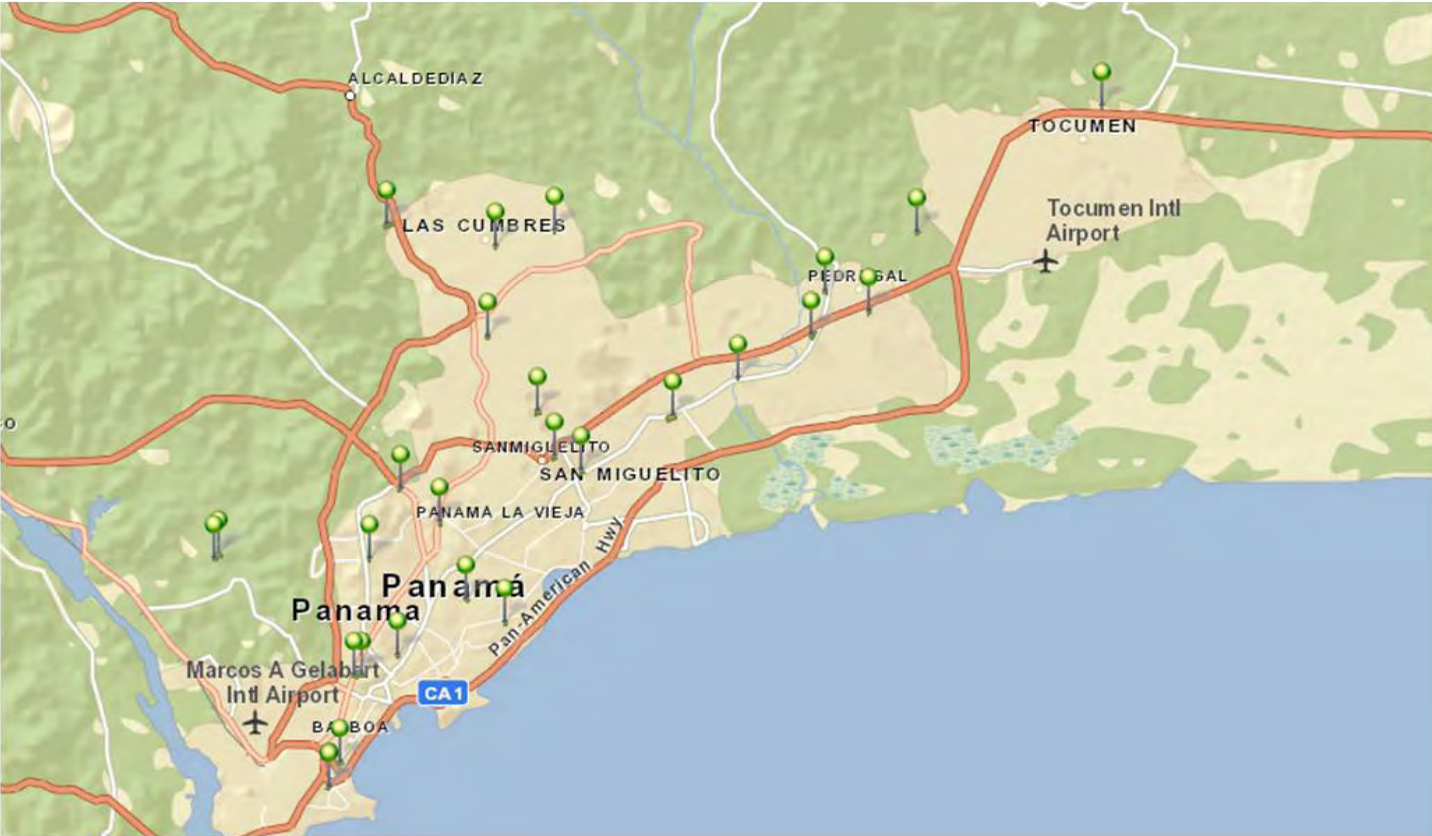 ALCALDEDIAZ
TOCUMEN
Tocumen Intl
Airport
LAS CUMBRES
SANMIGUELITO
SAN MIGUELITO
PANAMA LA VIEJA
Panamá
Panama
Pan-American Hwy
Marcos A Gelabert
Intl Airport
CA1